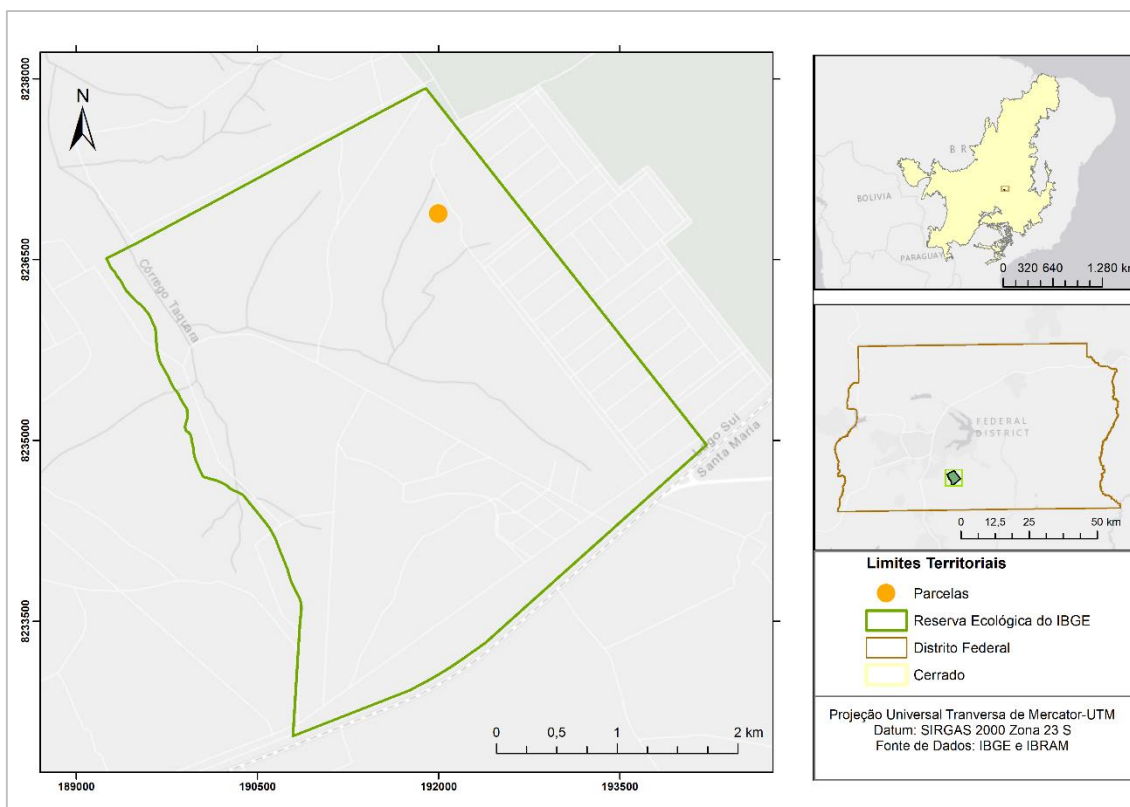 N
8238000
8236500
8235000
8233500
189000
190500
192000
193500
Córrego Taquara
Lago Sul
Santa Maria
0 0,5 1 2 km
BR
BOLIVIA
PARAGUAY
0 320 640 1.280 km
FEDERAL
DISTRICT
0 12,5 25 50 km
Limites Territoriais
Parcelas
Reserva Ecológica do IBGE
Distrito Federal
Cerrado
Projeção Universal Tranversa de Mercator-UTM
Datum: SIRGAS 2000 Zona 23 S
Fonte de Dados: IBGE e IBRAM